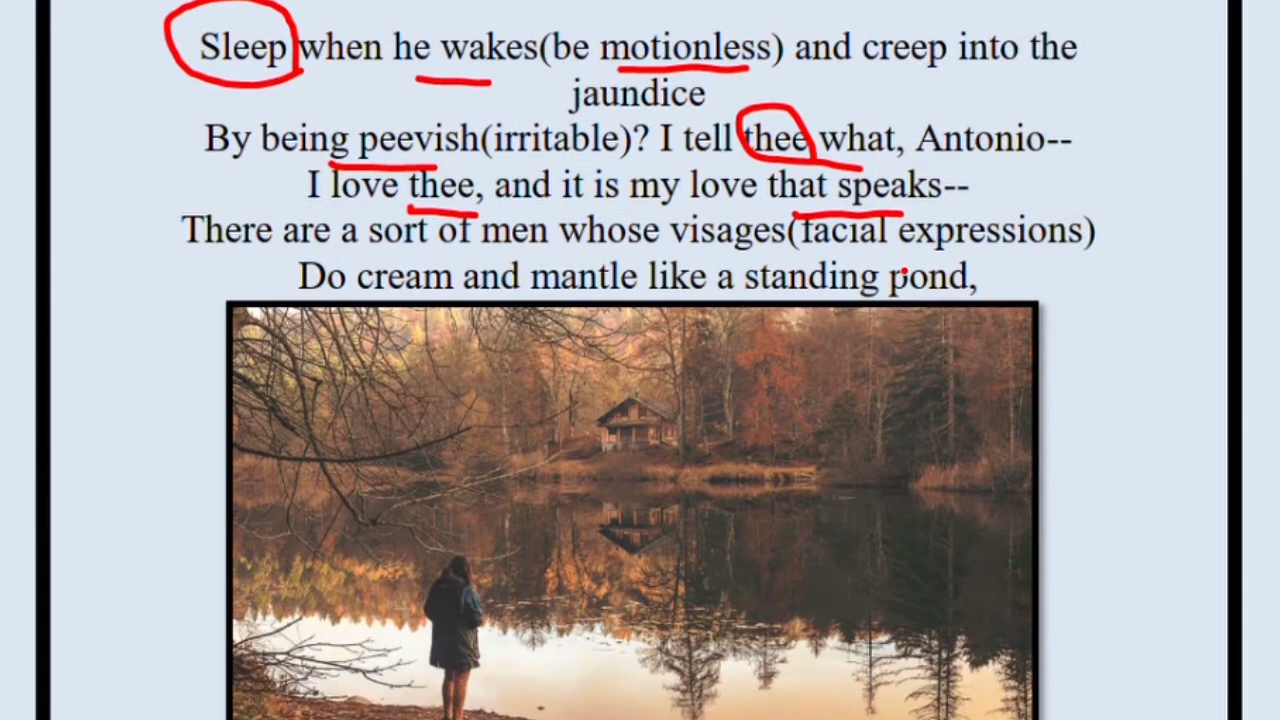 Sleep when he wakes(be motionless) and creep into the
jaundice
By being peevish(irritable)? I tell thee what, Antonio--
I love thee, and it is my love that speaks--
There are a sort of men whose visages(facial expressions)
Do cream and mantle like a standing pond,